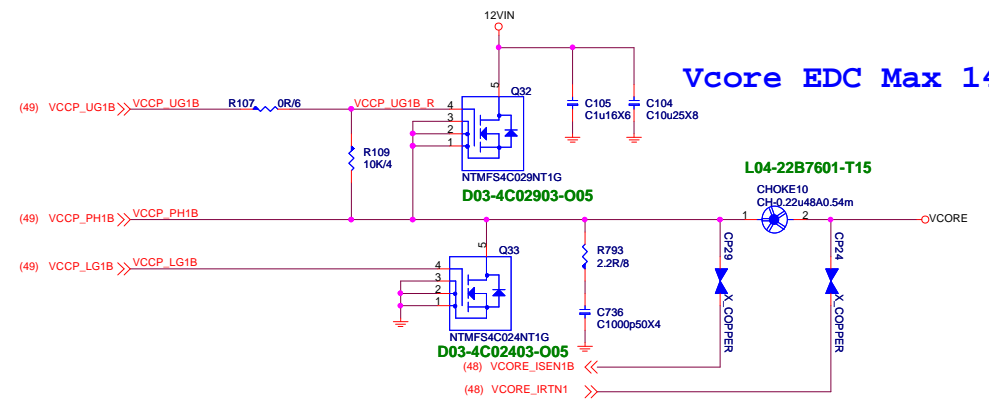 12VIN
Vcore EDC Max 14
(49) VCCP_UG1B VCCP_UG1B R107 0R/6 VCCP_UG1B_R
5
Q32
4
3
2
1
C105
C1u16X6
C104
C10u25X8
R109
10K/4
NTMFS4C029NT1G
D03-4C02903-O05
L04-22B7601-T15
CHOKE10
CH-0.22u48A0.54m
(49) VCCP_PH1B VCCP_PH1B
1
2
VCORE
(49) VCCP_LG1B VCCP_LG1B
5
Q33
4
3
2
1
R793
2.2R/8
CP29
X_COPPER
CP24
X_COPPER
C736
C1000p50X4
NTMFS4C024NT1G
D03-4C02403-O05
(48) VCORE_ISEN1B
(48) VCORE_IRTN1